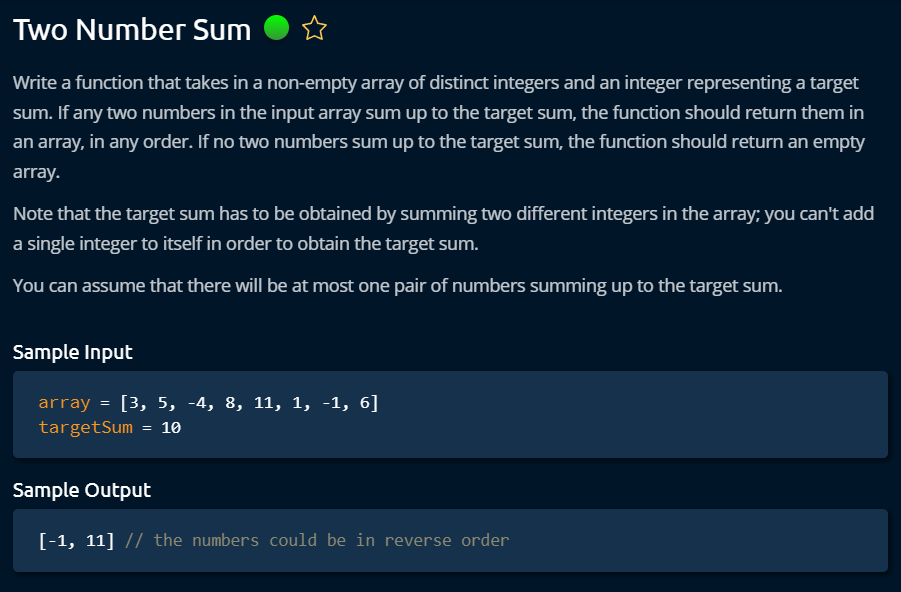 Two Number Sum
Write a function that takes in a non-empty array of distinct integers and an integer representing a target
sum. If any two numbers in the input array sum up to the target sum, the function should return them in
an array, in any order. If no two numbers sum up to the target sum, the function should return an empty
array.
Note that the target sum has to be obtained by summing two different integers in the array; you can't add
a single integer to itself in order to obtain the target sum.
You can assume that there will be at most one pair of numbers summing up to the target sum.
Sample Input
array = [3, 5, -4, 8, 11, 1, -1, 6]
targetSum = 10
Sample Output
[-1, 11] // the numbers could be in reverse order